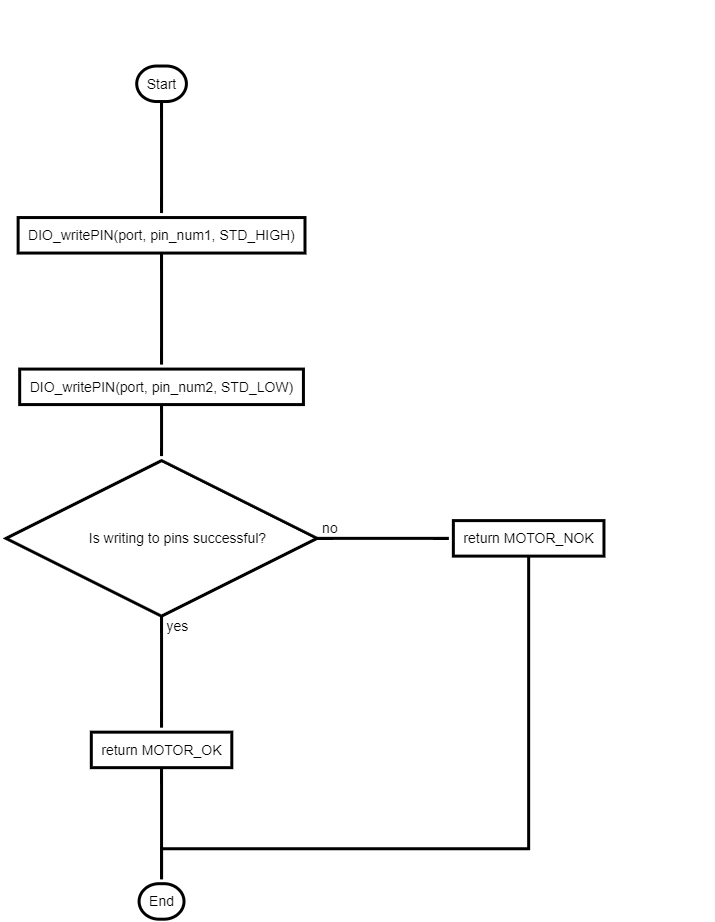 Start
DIO_writePIN(port, pin_num1, STD_HIGH)
DIO_writePIN(port, pin_num2, STD_LOW)
Is writing to pins successful?
no
return MOTOR_NOK
yes
return MOTOR_OK
End